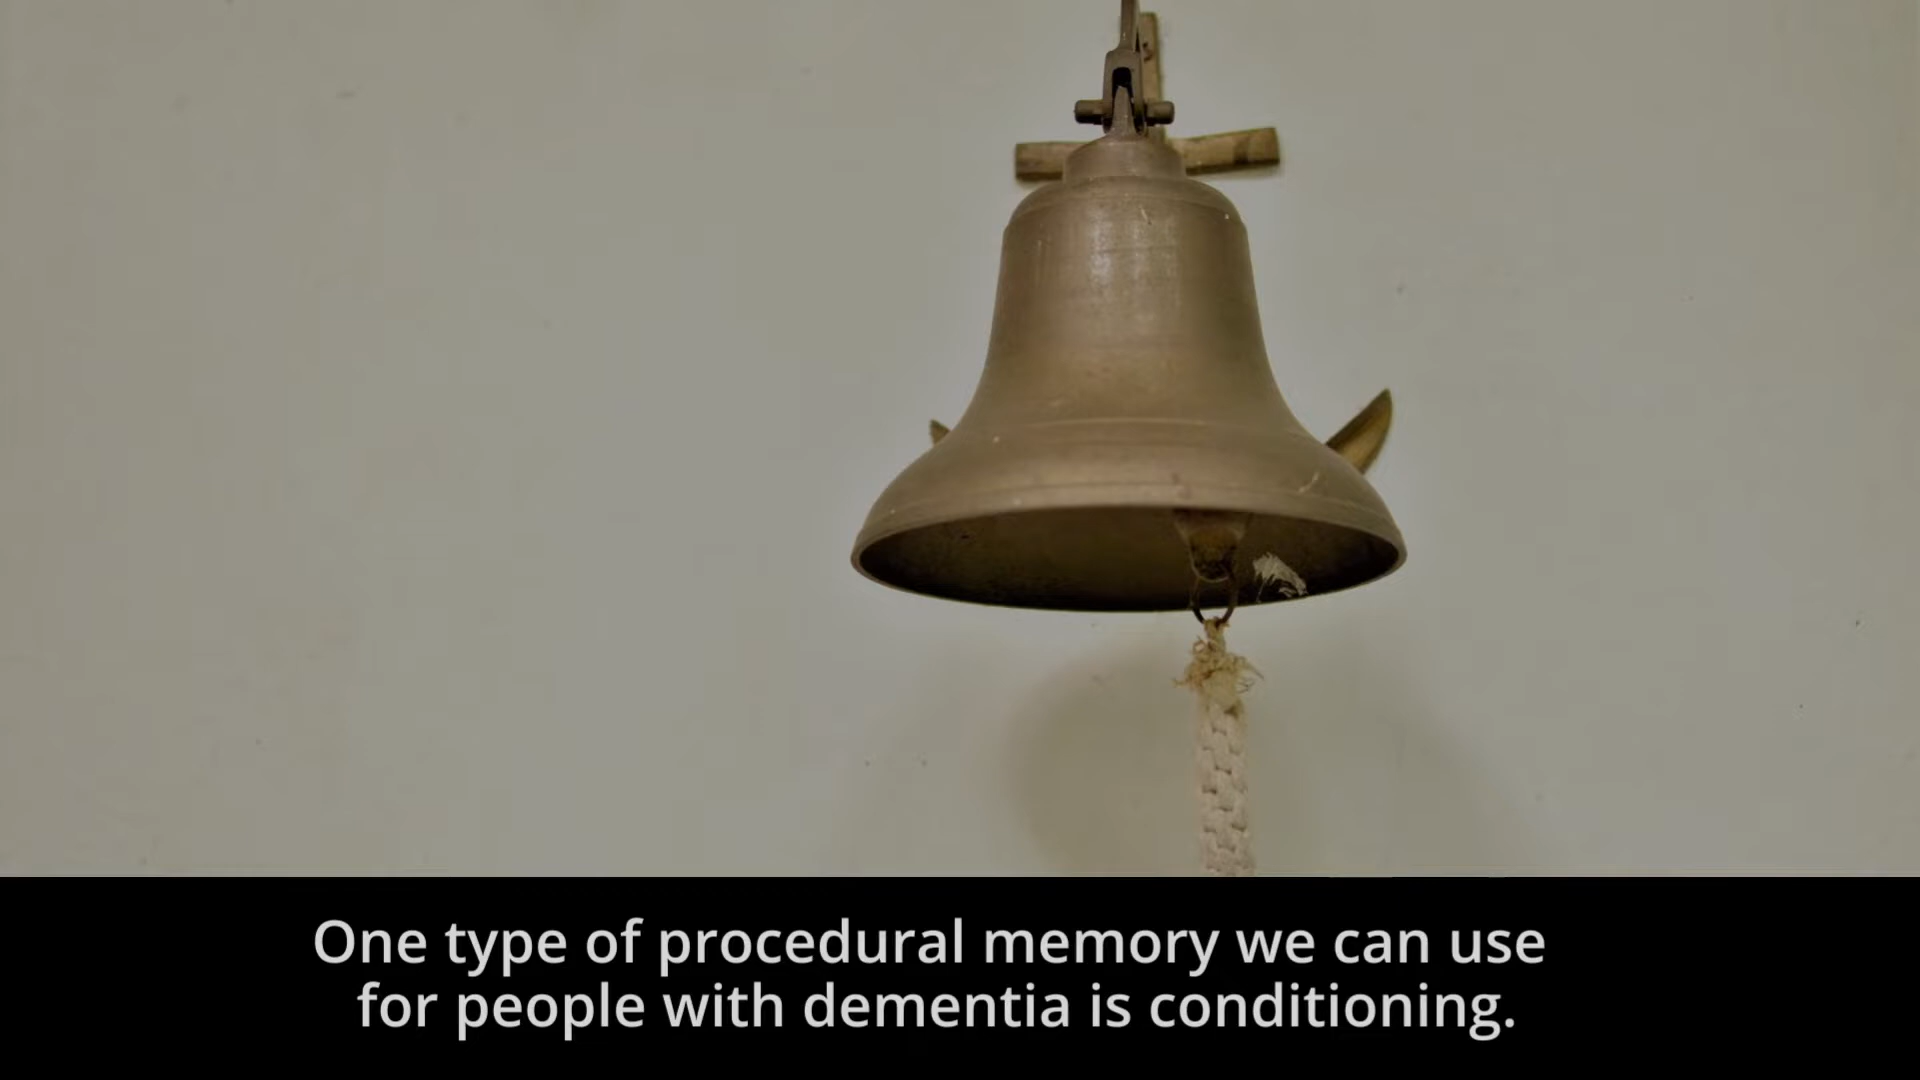 One type of procedural memory we can use
for people with dementia is conditioning.